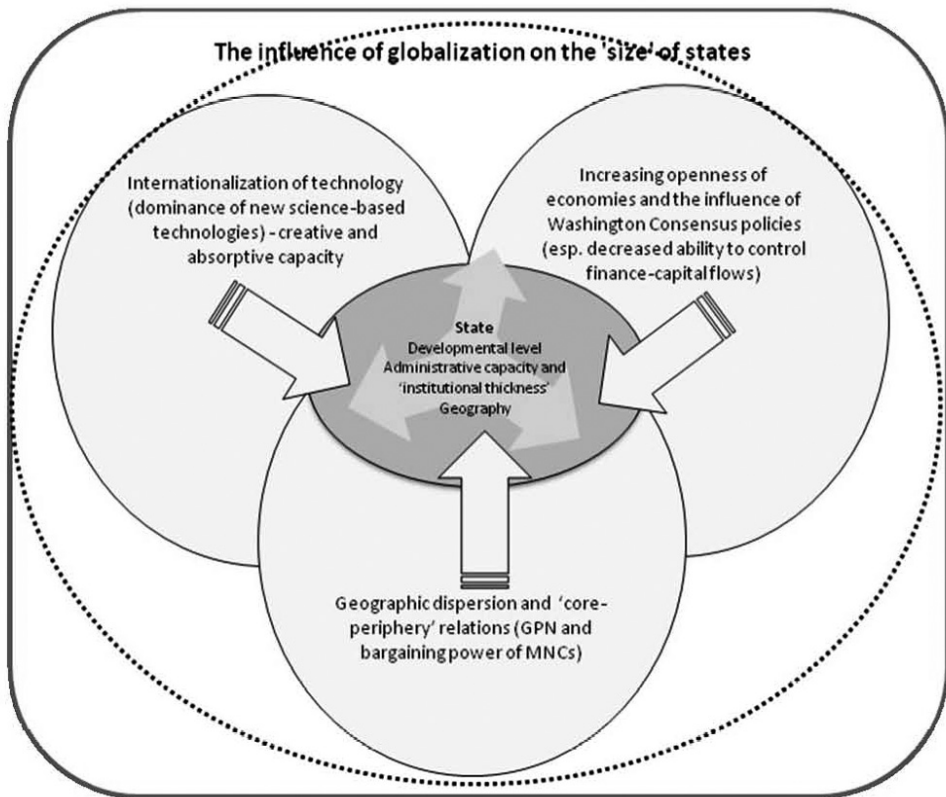 The influence of globalization on the 'size' of states
Internationalization of technology
(dominance of new science-based
technologies) - creative and
absorptive capacity
Increasing openness of
economies and the influence of
Washington Consensus policies
(esp. decreased ability to control
finance-capital flows)
State
Developmental level
Administrative capacity and
'institutional thickness'
Geography
Geographic dispersion and 'core-
periphery' relations (GPN and
bargaining power of MNCs)